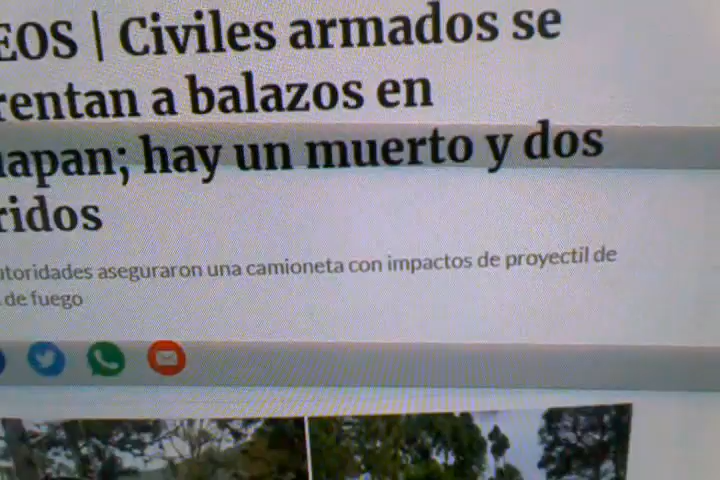 EOS | Civiles armados se
rentan a balazos en
apan; hay un muerto y dos
ridos
utoridades aseguraron una camioneta con impactos de proyectil de
de fuego